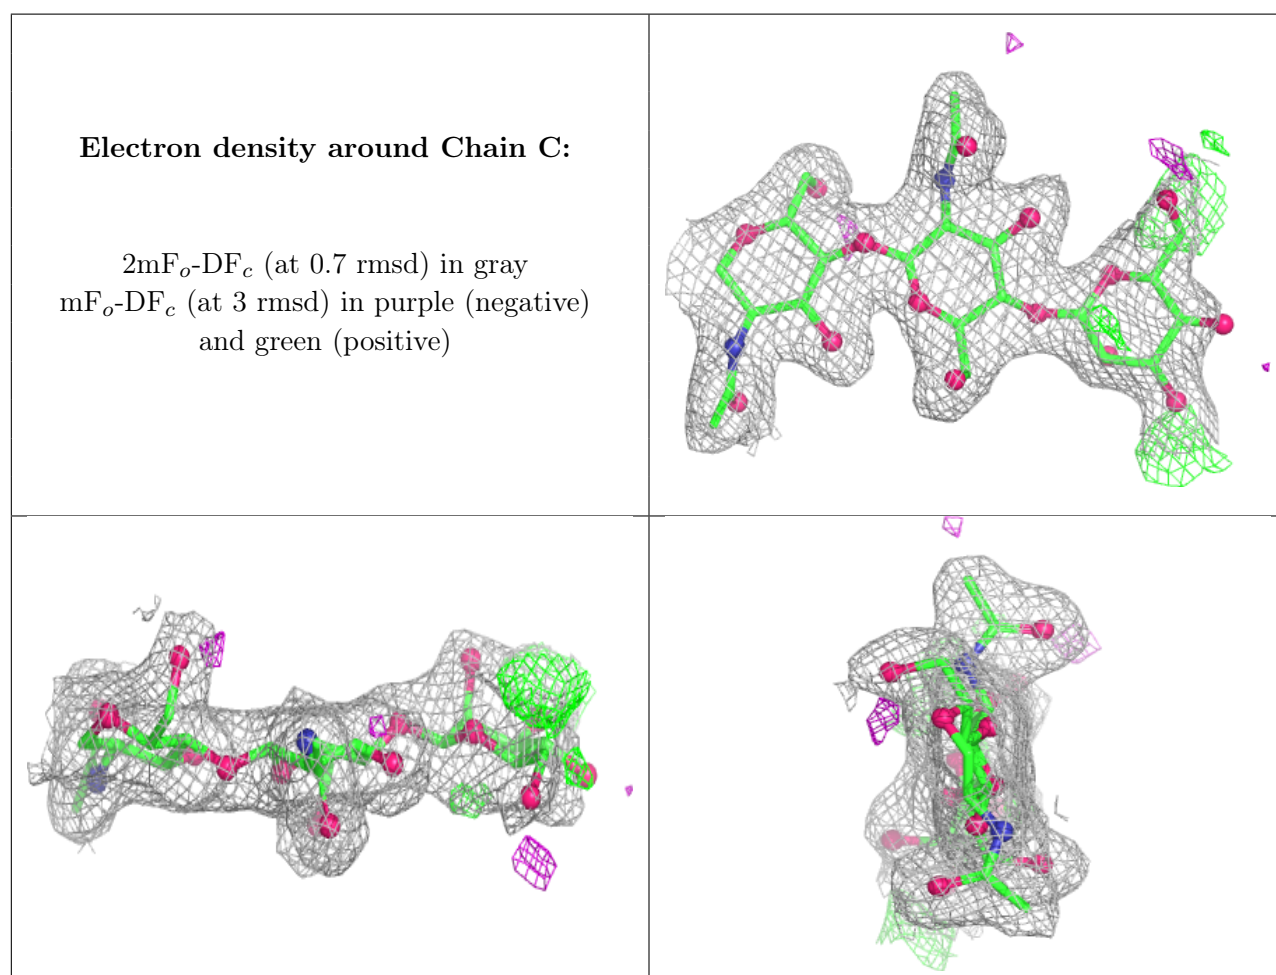 Electron density around Chain C:
2mFo-DFc (at 0.7 rmsd) in gray
mFo-DFc (at 3 rmsd) in purple (negative)
and green (positive)